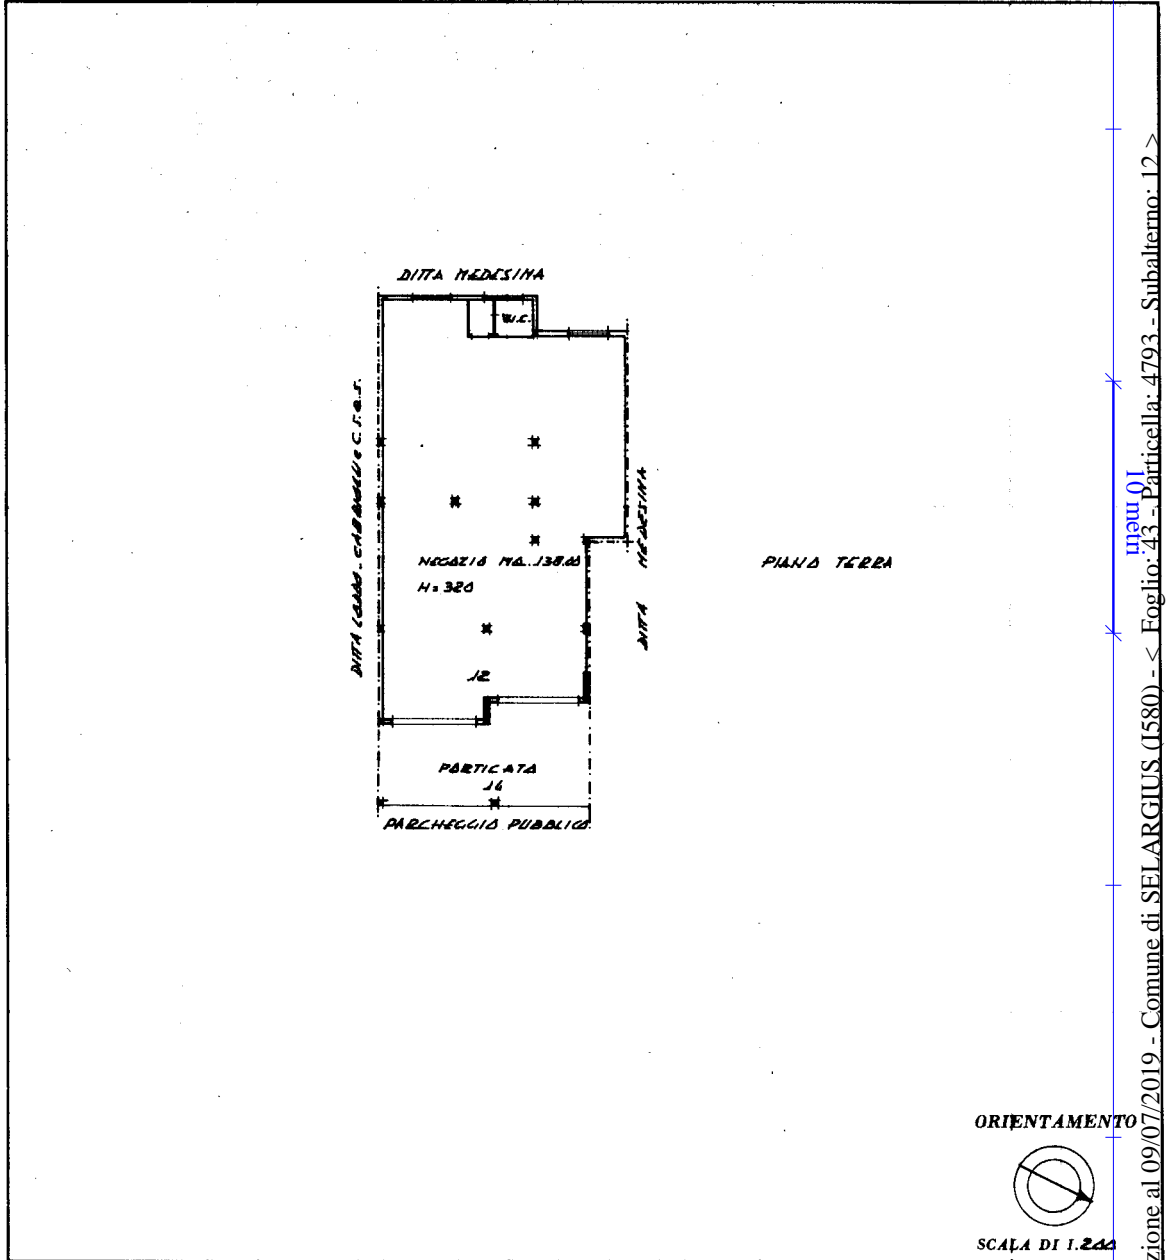 DITTA MEDESIMA
W.C.
DITTA MEDESIMA
NEGOZIO MQ. 138.00
H=320
PIANO TERRA
12
PORTICATO
16
PARCHEGGIO PUBBLICO
10 metri
zione al 09/07/2019 - Comune di SELARGIUS (I580) - < Foglio: 43 - Particella: 4793 - Subalterno: 12 >
ORIENTAMENTO
SCALA DI 1.200